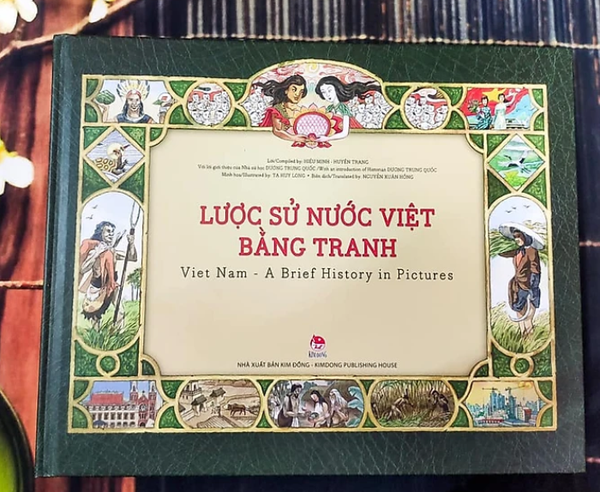 Lời/Compiled by: HIẾU MINH - HUYỀN TRANG
Với lời giới thiệu của Nhà sử học DƯƠNG TRUNG QUỐC /With an introduction of Historian DƯƠNG TRUNG QUỐC
Minh họa/Illustrated by: TẠ HUY LONG • Biên dịch/Translated by: NGUYỄN XUÂN HỒNG
LƯỢC SỬ NƯỚC VIỆT
BẰNG TRANH
Viet Nam - A Brief History in Pictures
KIM ĐỒNG
NHÀ XUẤT BẢN KIM ĐỒNG - KIMDONG PUBLISHING HOUSE